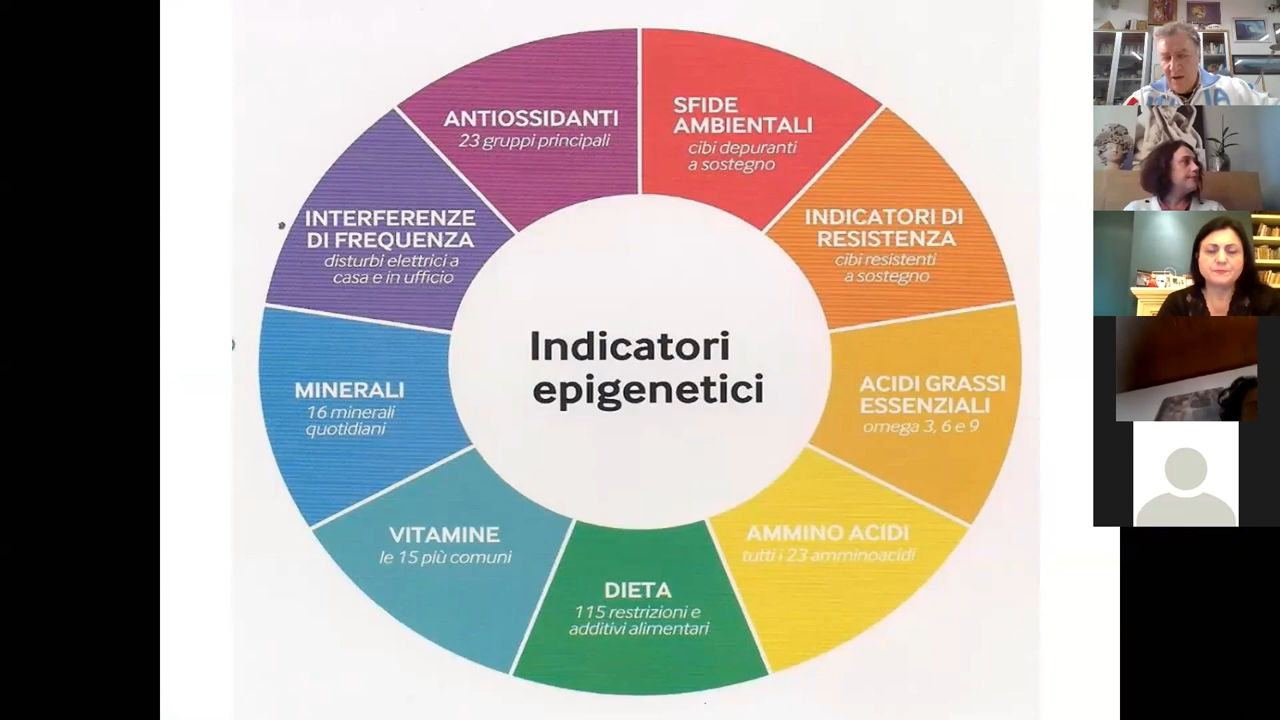 ANTIOSSIDANTI
23 gruppi principali
SFIDE
AMBIENTALI
cibi depuranti
a sostegno
INDICATORI DI
RESISTENZA
cibi resistenti
a sostegno
ACIDI GRASSI
ESSENZIALI
omega 3, 6 e 9
AMMINO ACIDI
tutti i 23 amminoacidi
DIETA
115 restrizioni e
additivi alimentari
VITAMINE
le 15 più comuni
MINERALI
16 minerali
quotidiani
INTERFERENZE
DI FREQUENZA
disturbi elettrici a
casa e in ufficio
Indicatori
epigenetici